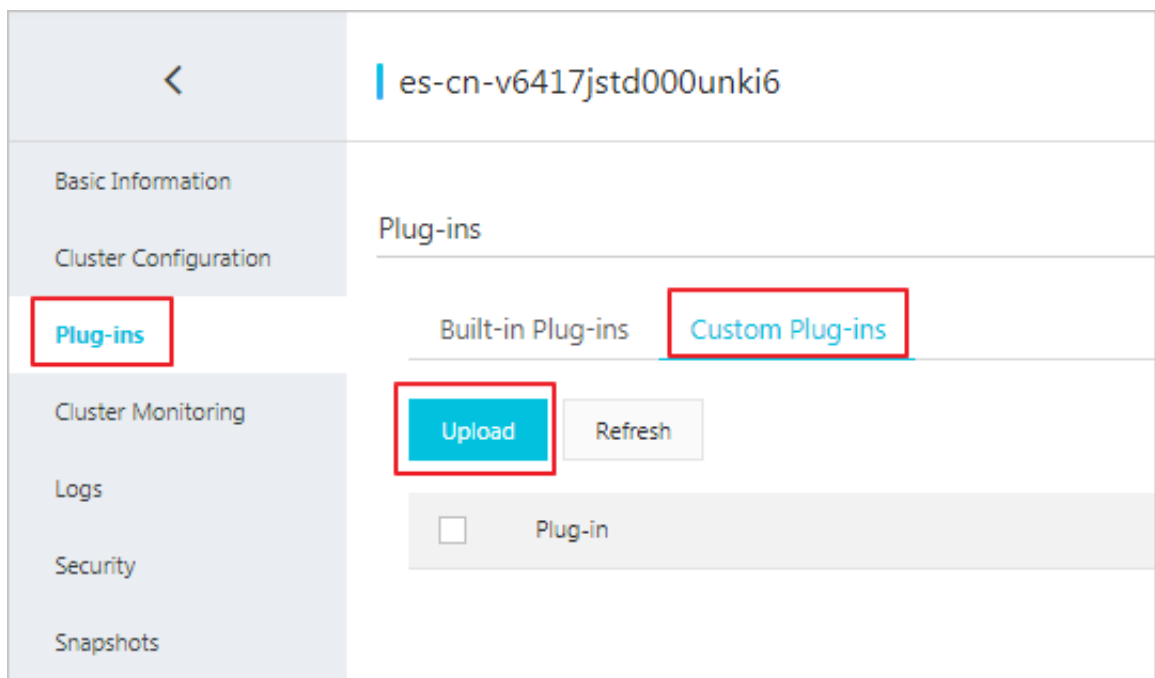 es-cn-v6417jstd000unki6
Basic Information
Cluster Configuration
Plug-ins
Cluster Monitoring
Logs
Security
Snapshots
Plug-ins
Built-in Plug-ins Custom Plug-ins
Upload Refresh
Plug-in